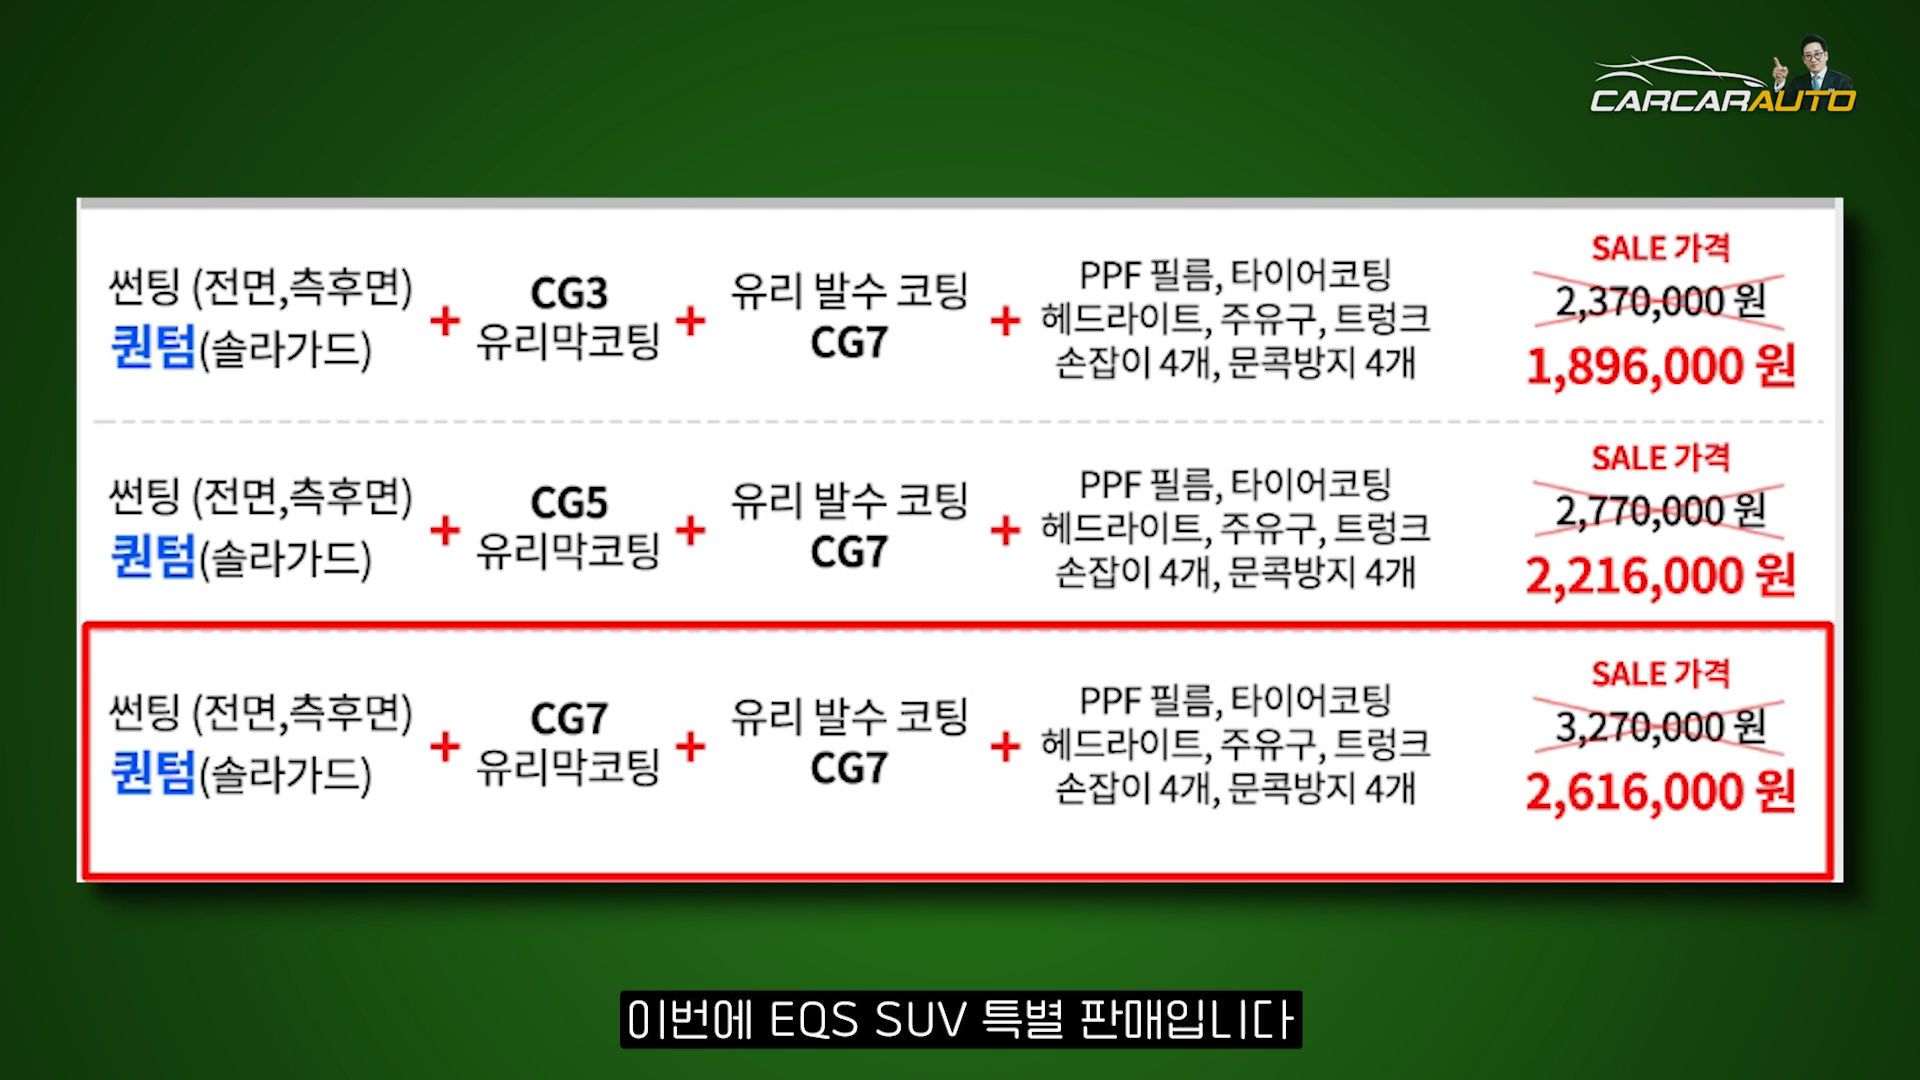 CARCARAUTO
썬팅 (전면,측후면)
퀀텀(솔라가드)
+
CG3
유리막코팅
+
유리 발수 코팅
CG7
+
PPF 필름, 타이어코팅
헤드라이트, 주유구, 트렁크
손잡이 4개, 문콕방지 4개
SALE 가격
2,370,000 원
1,896,000 원
썬팅 (전면,측후면)
퀀텀(솔라가드)
+
CG5
유리막코팅
+
유리 발수 코팅
CG7
+
PPF 필름, 타이어코팅
헤드라이트, 주유구, 트렁크
손잡이 4개, 문콕방지 4개
SALE 가격
2,770,000 원
2,216,000 원
썬팅 (전면,측후면)
퀀텀(솔라가드)
+
CG7
유리막코팅
+
유리 발수 코팅
CG7
+
PPF 필름, 타이어코팅
헤드라이트, 주유구, 트렁크
손잡이 4개, 문콕방지 4개
SALE 가격
3,270,000 원
2,616,000 원
이번에 EQS SUV 특별 판매입니다